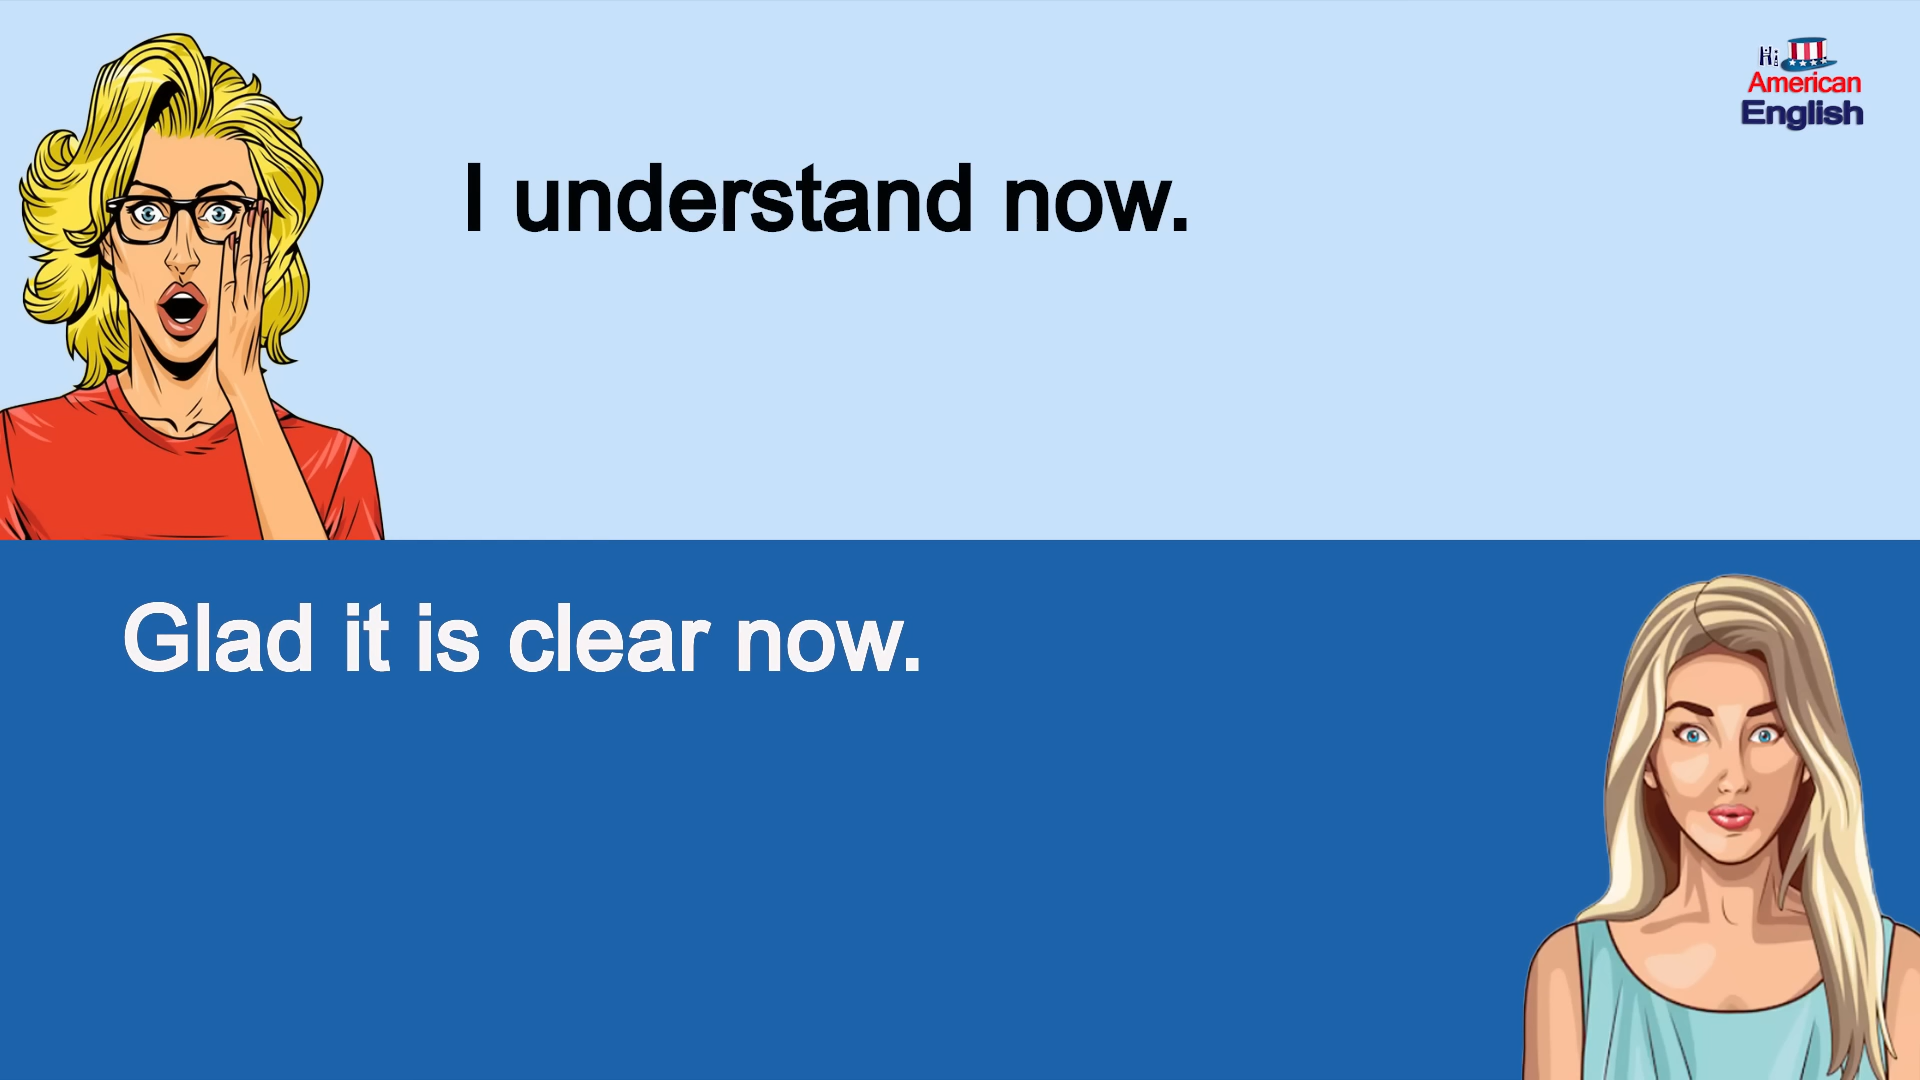 Hi
American
English
I understand now.
Glad it is clear now.